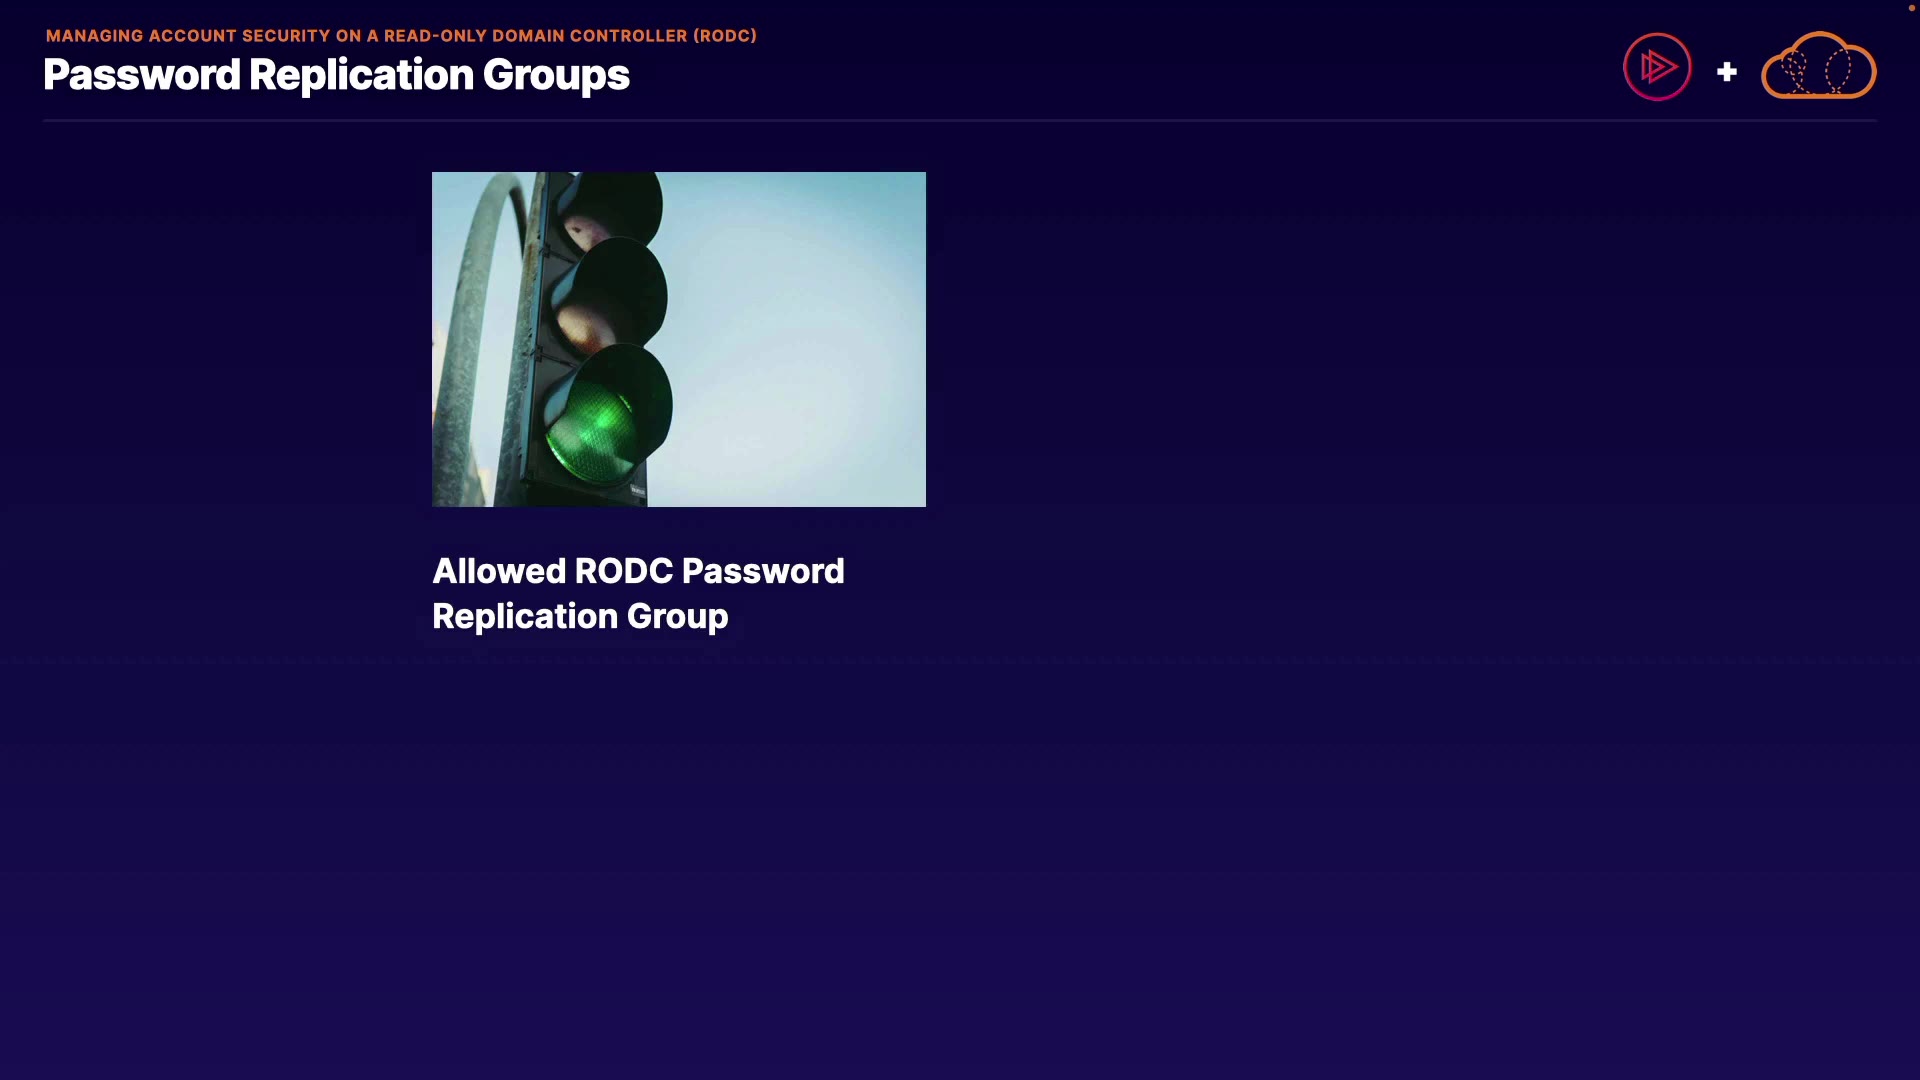 MANAGING ACCOUNT SECURITY ON A READ-ONLY DOMAIN CONTROLLER (RODC)
Password Replication Groups
Allowed RODC Password
Replication Group